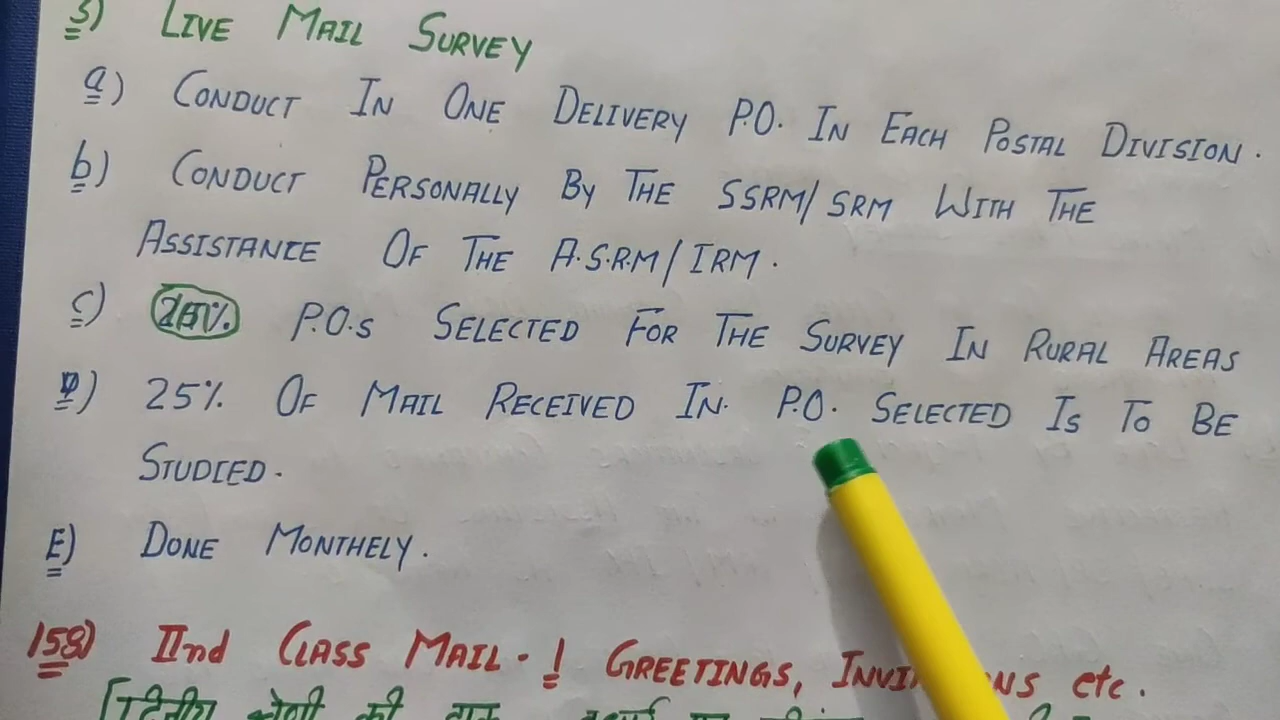 3) LIVE MAIL SURVEY
a) CONDUCT IN ONE DELIVERY P.O. IN EACH POSTAL DIVISION.
b) CONDUCT PERSONALLY BY THE SSRM/SRM WITH THE
ASSISTANCE OF THE A.S.R.M/IRM.
c) P.O.s SELECTED FOR THE SURVEY IN RURAL AREAS
25% OF MAIL RECEIVED IN P.O. SELECTED IS TO BE
STUDIED.
E) DONE MONTHELY.
158) IInd CLASS MAIL - ! GREETINGS, etc.